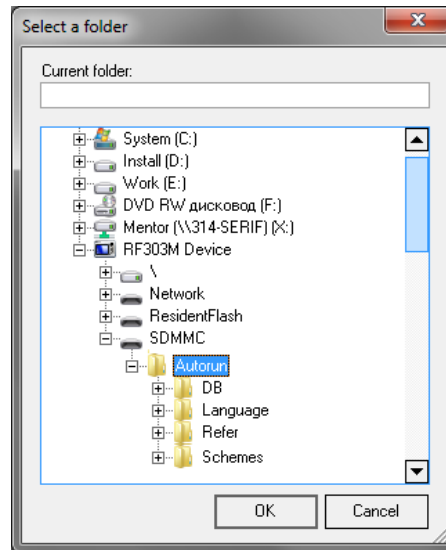 Select a folder
Current folder:
System (C:)
Install (D:)
Work (E:)
DVD RW дисковод (F:)
Mentor (\\314-SERIF) (X:)
RF303M Device
\
Network
ResidentFlash
SDMMC
Autorun
DB
Language
Refer
Schemes
OK
Cancel